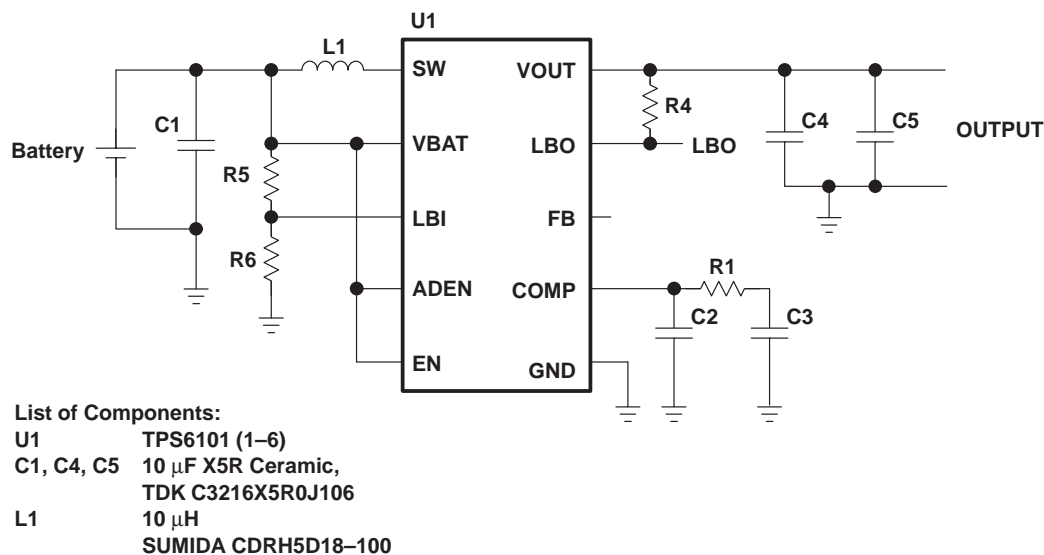 U1
L1
SW
VOUT
R4
C1
C4
C5
OUTPUT
Battery
VBAT
LBO
LBO
R5
LBI
FB
R6
R1
ADEN
COMP
C2
C3
EN
GND
List of Components:
U1 TPS6101 (1–6)
C1, C4, C5 10 μF X5R Ceramic,
TDK C3216X5R0J106
L1 10 μH
SUMIDA CDRH5D18–100